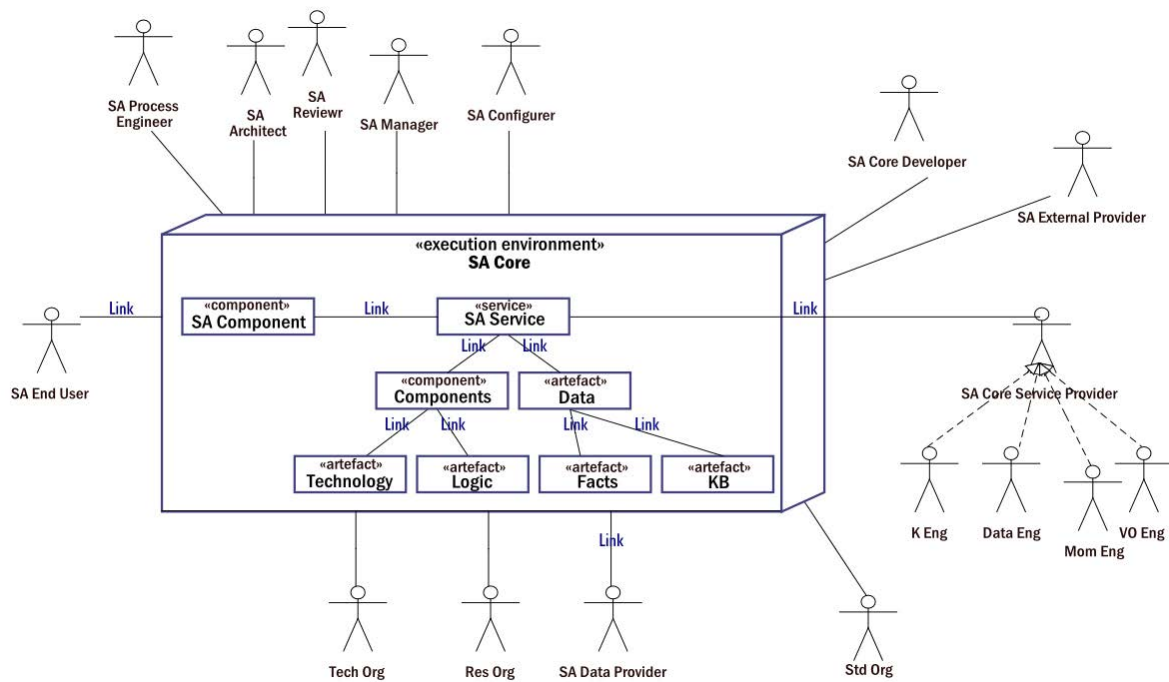 SA Process
Engineer
SA
Architect
SA
Reviewr
SA Manager
SA Configurer
SA Core Developer
SA External Provider
«execution environment»
SA Core
Link
«component»
SA Component
Link
«service»
SA Service
Link
SA End User
Link
Link
SA Core Service Provider
«component»
Components
«artefact»
Data
Link
Link
Link
Link
«artefact»
Technology
«artefact»
Logic
«artefact»
Facts
«artefact»
KB
K Eng
Data Eng
Mom Eng
VO Eng
Link
Tech Org
Res Org
SA Data Provider
Std Org